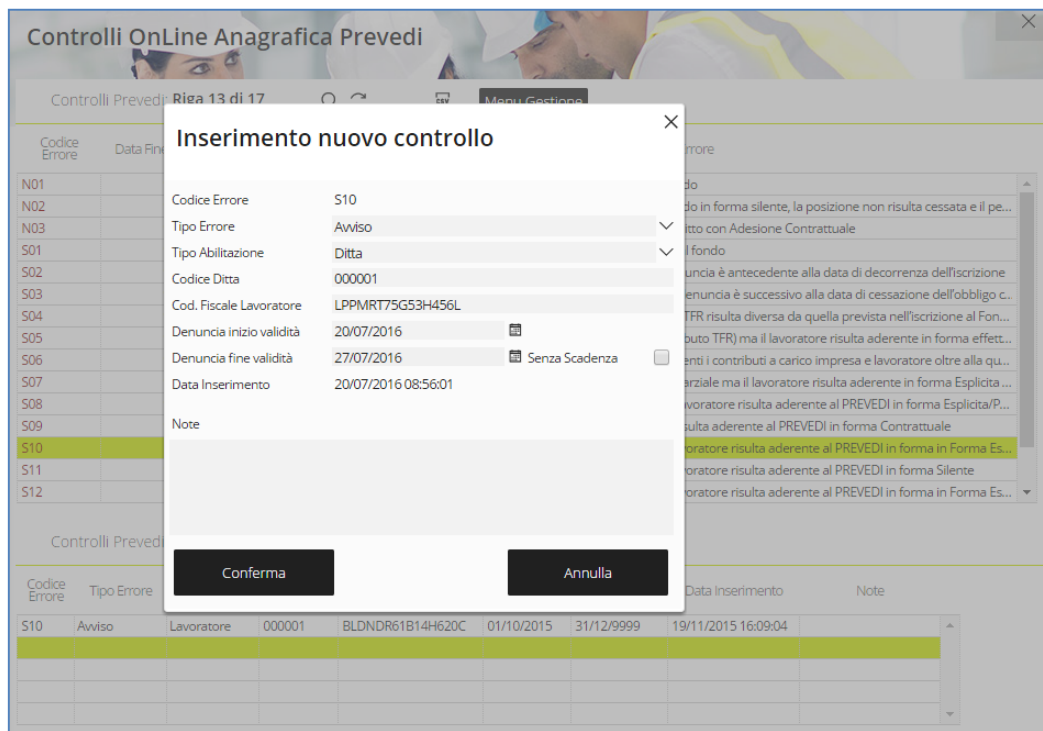 Controlli OnLine Anagrafica Prevedi
Controlli Prevedi: Riga 13 di 17 CSV Menu Gestione
Inserimento nuovo controllo
Codice Errore Data Fine rrore
Codice Errore S10
Tipo Errore Avviso
Tipo Abilitazione Ditta
Codice Ditta 000001
Cod. Fiscale Lavoratore LPPMRT75G53H456L
Denuncia inizio validità 20/07/2016
Denuncia fine validità 27/07/2016 Senza Scadenza
Data Inserimento 20/07/2016 08:56:01
Note
Conferma Annulla
N01 do
N02 do in forma silente, la posizione non risulta cessata e il pe...
N03 itto con Adesione Contrattuale
S01 l fondo
S02 uncia è antecedente alla data di decorrenza dell'iscrizione
S03 enuncia è successivo alla data di cessazione dell'obbligo c...
S04 TFR risulta diversa da quella prevista nell'iscrizione al Fon...
S05 buto TFR) ma il lavoratore risulta aderente in forma effett...
S06 enti i contributi a carico impresa e lavoratore oltre alla qu...
S07 arziale ma il lavoratore risulta aderente in forma Esplicita ...
S08 avoratore risulta aderente al PREVEDI in forma Esplicita/P...
S09 sulta aderente al PREVEDI in forma Contrattuale
S10 voratore risulta aderente al PREVEDI in forma in Forma Es...
S11 oratore risulta aderente al PREVEDI in forma Silente
S12 oratore risulta aderente al PREVEDI in forma in Forma Es...
Controlli Prevedi
Codice Errore Tipo Errore Data Inserimento Note
S10 Avviso Lavoratore 000001 BLDNDR61B14H620C 01/10/2015 31/12/9999 19/11/2015 16:09:04